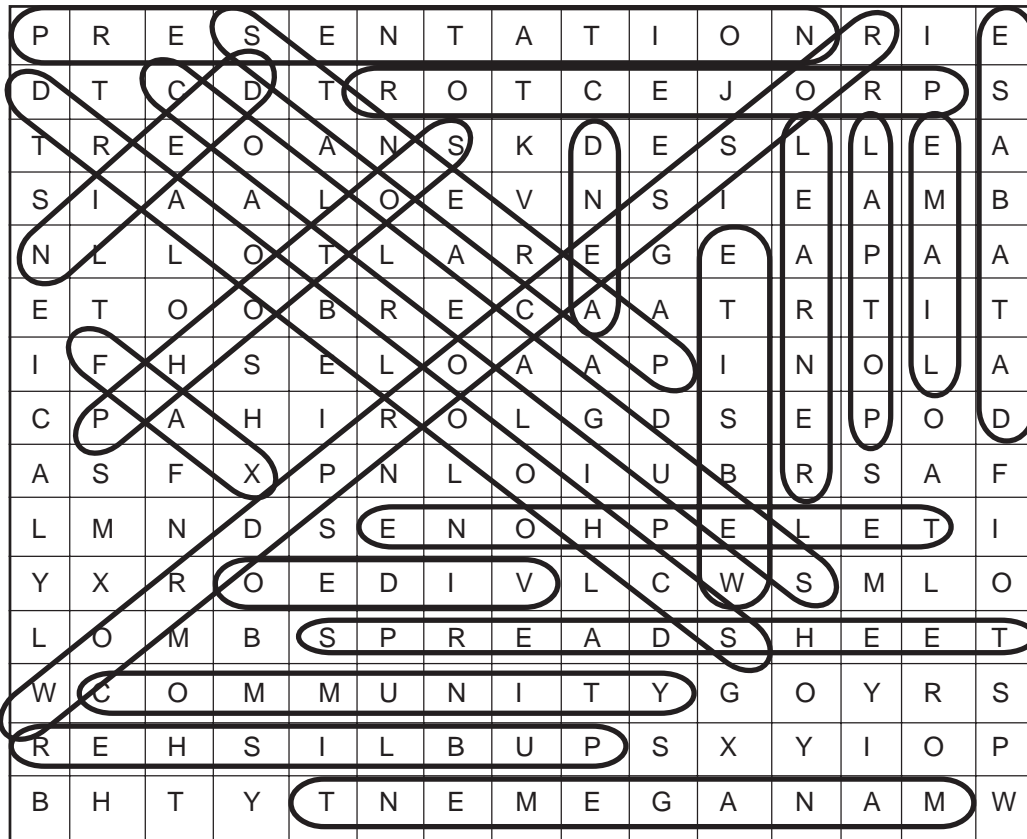 P R E S E N T A T I O N R I E
D T C D T R O T C E J O R P S
T R E O A N S K D E S L L E A
S I A A L O E V N S I E A M B
N L L O T L A R E G E A P A A
E T O O B R E C A A T R T I T
I F H S E L O A A P I N O L A
C P A H I R O L G D S E P O D
A S F X P N L O I U B R S A F
L M N D S E N O H P E L E T I
Y X R O E D I V L C W S M L O
L O M B S P R E A D S H E E T
W C O M M U N I T Y G O Y R S
R E H S I L B U P S X Y I O P
B H T Y T N E M E G A N A M W